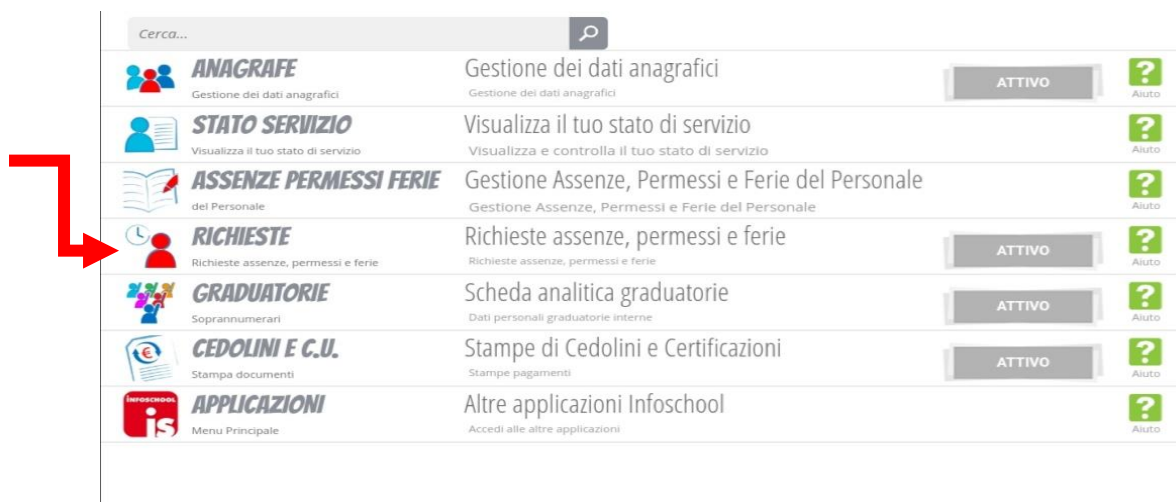 Cerca...
ANAGRAFE
Gestione dei dati anagrafici
Gestione dei dati anagrafici
Gestione dei dati anagrafici
ATTIVO
Aiuto
STATO SERVIZIO
Visualizza il tuo stato di servizio
Visualizza il tuo stato di servizio
Visualizza e controlla il tuo stato di servizio
Aiuto
ASSENZE PERMESSI FERIE
del Personale
Gestione Assenze, Permessi e Ferie del Personale
Gestione Assenze, Permessi e Ferie del Personale
Aiuto
RICHIESTE
Richieste assenze, permessi e ferie
Richieste assenze, permessi e ferie
Richieste assenze, permessi e ferie
ATTIVO
Aiuto
GRADUATORIE
Soprannumerari
Scheda analitica graduatorie
Dati personali graduatorie interne
ATTIVO
Aiuto
CEDOLINI E C.U.
Stampa documenti
Stampe di Cedolini e Certificazioni
Stampe pagamenti
ATTIVO
Aiuto
INFOSCHOOL
is
APPLICAZIONI
Menu Principale
Altre applicazioni Infoschool
Accedi alle altre applicazioni
Aiuto